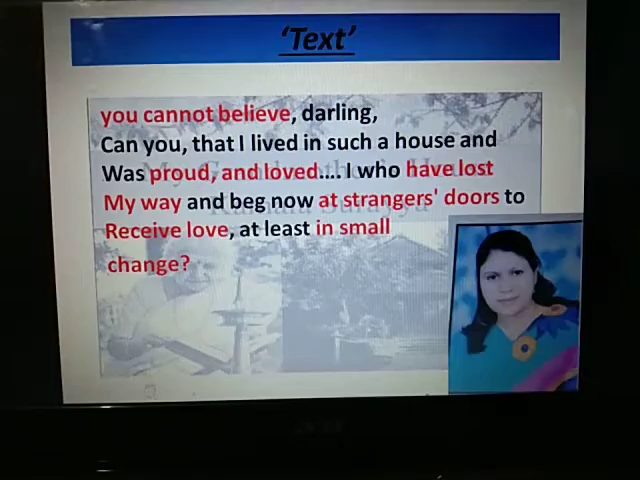 'Text'
you cannot believe, darling,
Can you, that I lived in such a house and
Was proud, and loved.... I who have lost
My way and beg now at strangers' doors to
Receive love, at least in small
change?